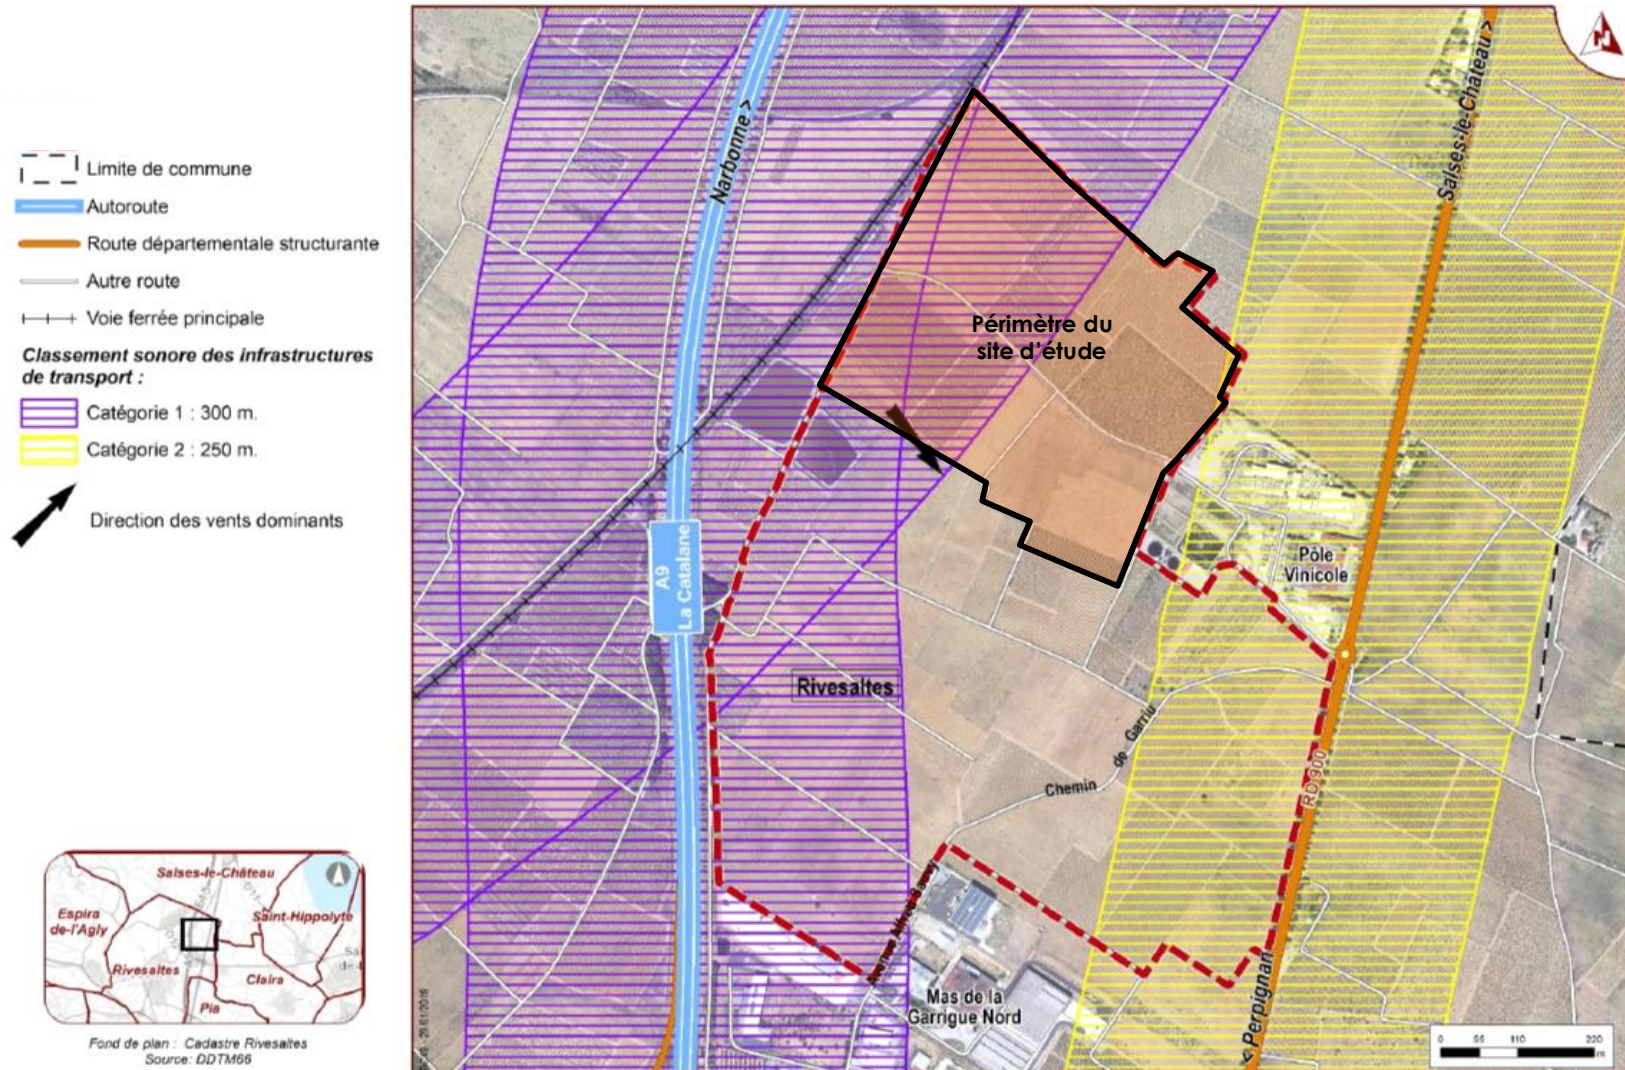 Limite de commune
Autoroute
Route départementale structurante
Autre route
Voie ferrée principale
Classement sonore des infrastructures
de transport :
Catégorie 1 : 300 m.
Catégorie 2 : 250 m.
Direction des vents dominants
Salses-le-Château
Espira
de-l'Agly
Saint-Hippolyte
Rivesaltes
Claira
Pia
Fond de plan : Cadastre Rivesaltes
Source: DDTM66
N
Narbonne >
Salses-le-Château >
Périmètre du
site d'étude
A9
La Catalane
Pôle
Vinicole
Rivesaltes
Chemin de Garriu
RD 900
Mas de la
Garrigue Nord
< Perpignan
0 55 110 220
m